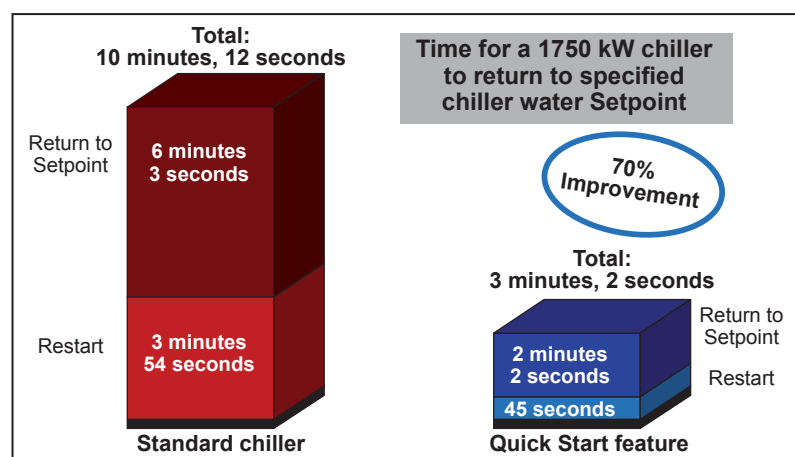 Total:
10 minutes, 12 seconds
Time for a 1750 kW chiller
to return to specified
chiller water Setpoint
Return to
Setpoint
6 minutes
3 seconds
70%
Improvement
Total:
3 minutes, 2 seconds
Restart
3 minutes
54 seconds
2 minutes
2 seconds
Return to
Setpoint
45 seconds
Restart
Standard chiller
Quick Start feature